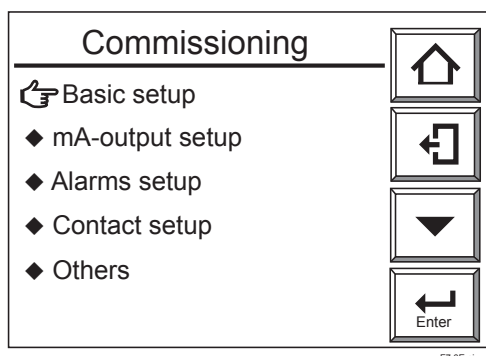 Commissioning
Basic setup
mA-output setup
Alarms setup
Contact setup
Others
Enter